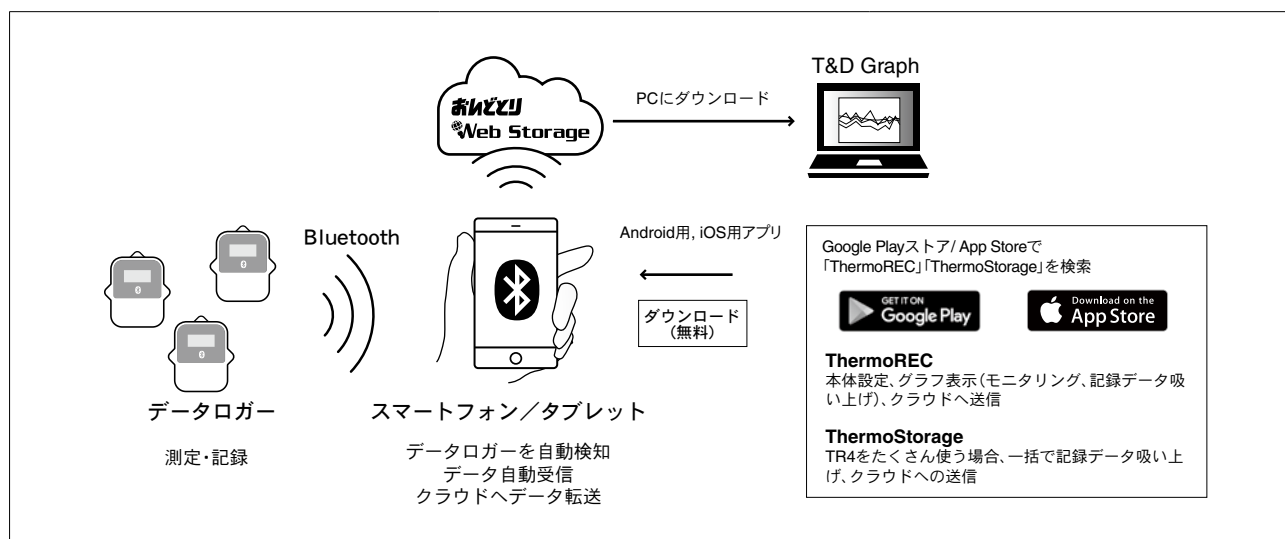 おんどとり
Web Storage
PCにダウンロード
T&D Graph
Bluetooth
データロガー
測定・記録
スマートフォン／タブレット
データロガーを自動検知
データ自動受信
クラウドへデータ転送
Android用, iOS用アプリ
ダウンロード
(無料)
Google Playストア/ App Storeで
「ThermoREC」「ThermoStorage」を検索
GET IT ON
Google Play
Download on the
App Store
ThermoREC
本体設定、グラフ表示(モニタリング、記録データ吸
い上げ)、クラウドへ送信
ThermoStorage
TR4をたくさん使う場合、一括で記録データ吸い上
げ、クラウドへの送信